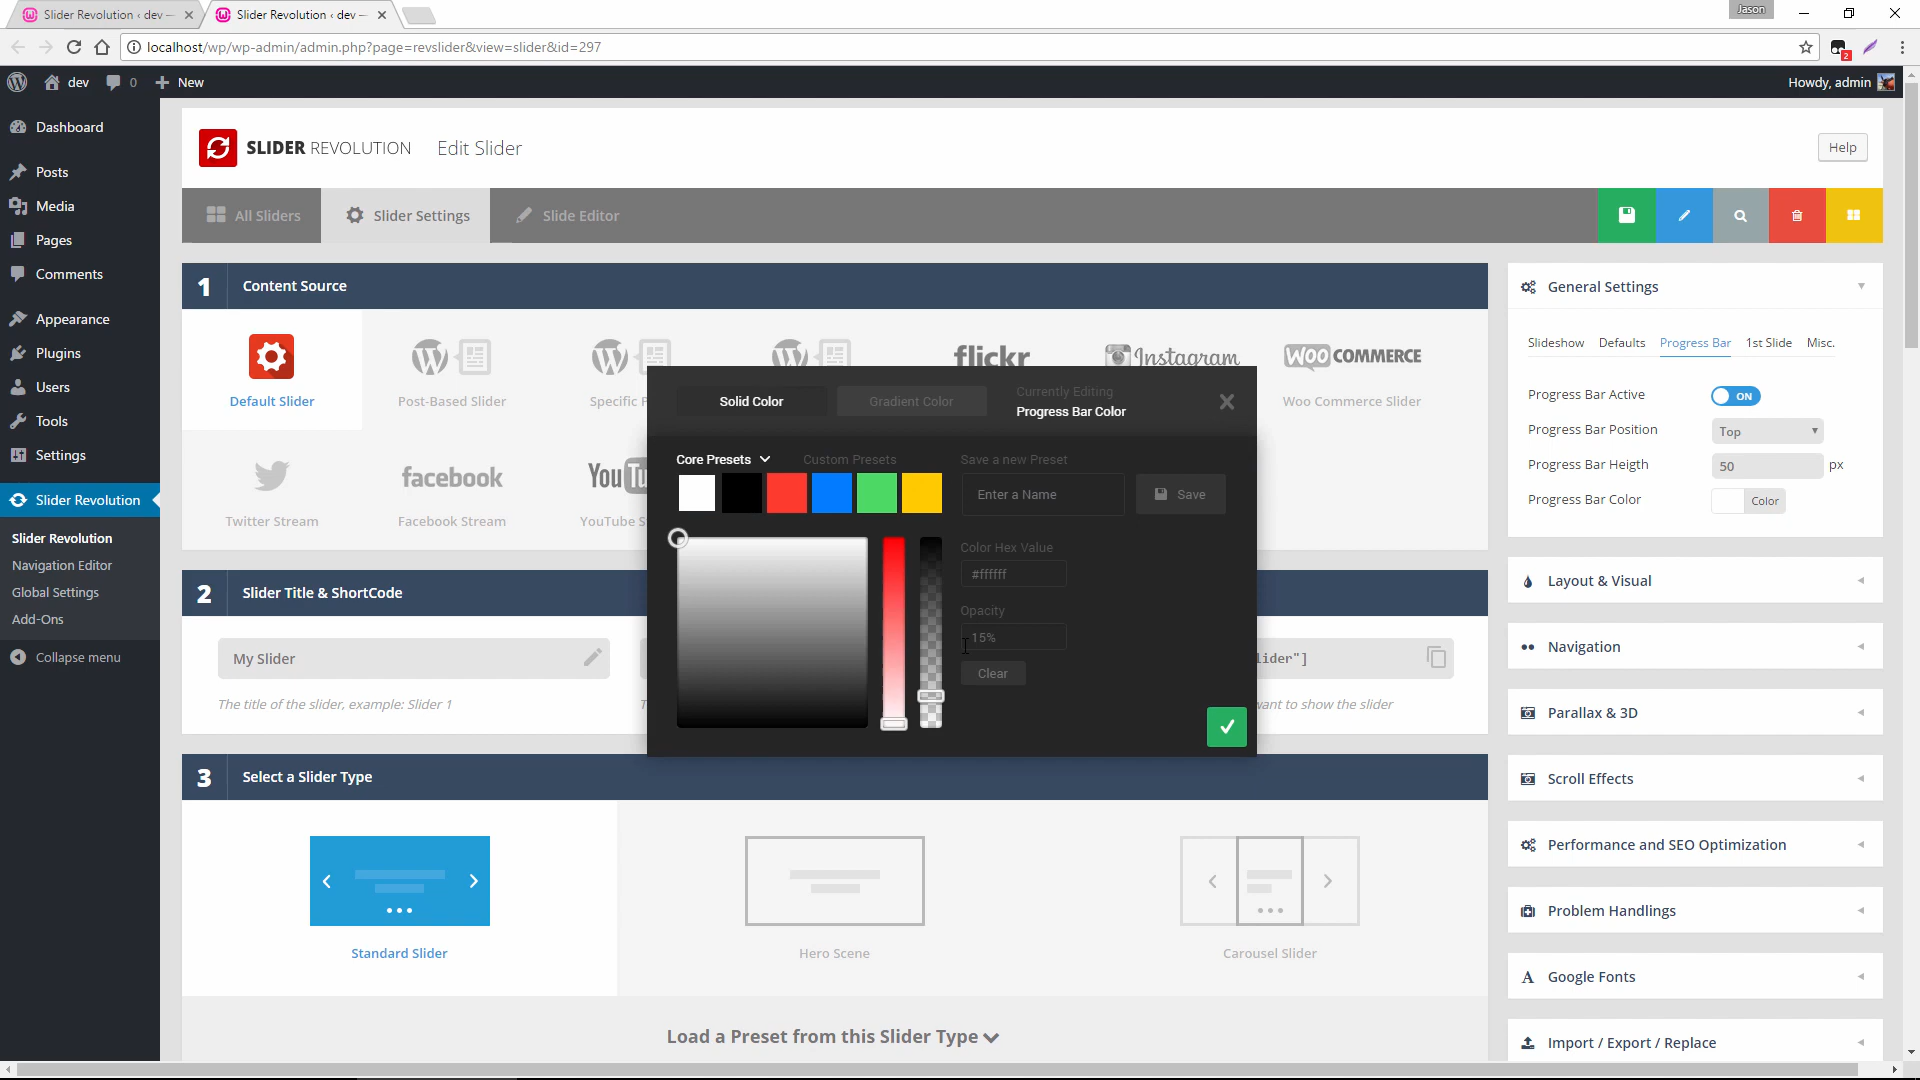 Slider Revolution ‹ dev —
Slider Revolution ‹ dev —
Jason
localhost/wp/wp-admin/admin.php?page=revslider&view=slider&id=297
2
dev
0
New
Howdy, admin
Dashboard
Posts
Media
Pages
Comments
Appearance
Plugins
Users
Tools
Settings
Slider Revolution
Slider Revolution
Navigation Editor
Global Settings
Add-Ons
Collapse menu
SLIDER REVOLUTION
Edit Slider
Help
All Sliders
Slider Settings
Slide Editor
1
Content Source
Default Slider
Post-Based Slider
Specific P
flickr
Instagram
WOO COMMERCE
Woo Commerce Slider
Twitter Stream
facebook
Facebook Stream
YouTu
YouTube S
2
Slider Title & ShortCode
My Slider
The title of the slider, example: Slider 1
lider"]
vant to show the slider
3
Select a Slider Type
Standard Slider
Hero Scene
Carousel Slider
Load a Preset from this Slider Type
Solid Color
Gradient Color
Currently Editing
Progress Bar Color
Core Presets
Custom Presets
Save a new Preset
Enter a Name
Save
Color Hex Value
#ffffff
Opacity
15%
Clear
General Settings
Slideshow
Defaults
Progress Bar
1st Slide
Misc.
Progress Bar Active
ON
Progress Bar Position
Top
Progress Bar Heigth
50
px
Progress Bar Color
Color
Layout & Visual
Navigation
Parallax & 3D
Scroll Effects
Performance and SEO Optimization
Problem Handlings
Google Fonts
Import / Export / Replace